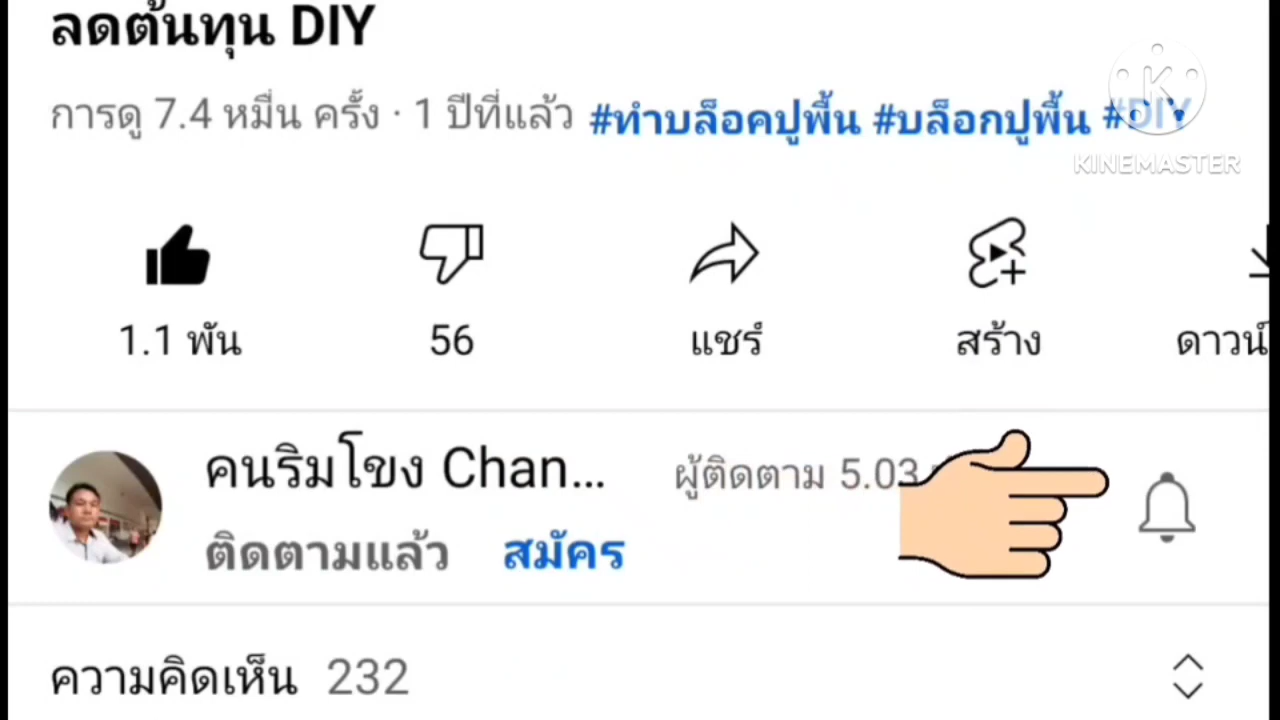 ลดต้นทุน DIY
การดู 7.4 หมื่น ครั้ง · 1 ปีที่แล้ว #ทำบล็อคปูพื้น #บล็อกปูพื้น #DIY
KINEMASTER
1.1 พัน 56 แชร์ สร้าง ดาวน์
คนริมโขง Chan... ผู้ติดตาม 5.03
ติดตามแล้ว สมัคร
ความคิดเห็น 232